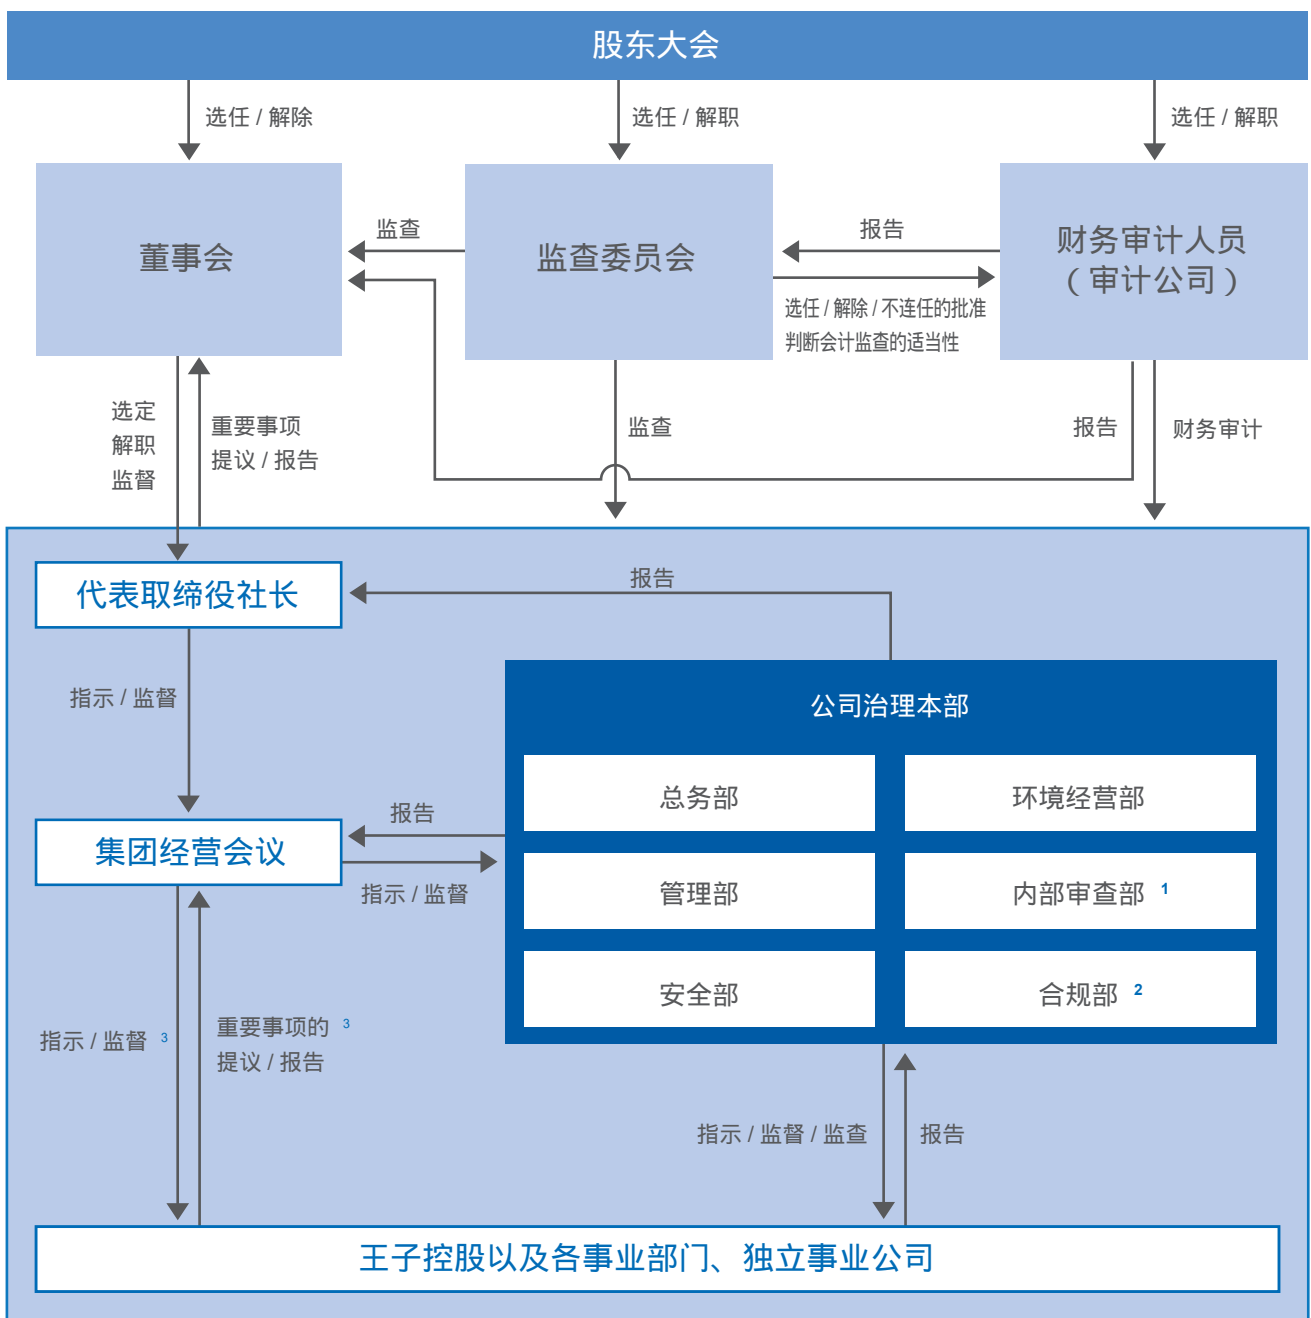 股东大会
选任 / 解除
选任 / 解职
选任 / 解职
董事会
监查
监查委员会
报告
财务审计人员
（审计公司）
选任 / 解除 / 不连任的批准
判断会计监查的适当性
选定
解职
监督
重要事项
提议 / 报告
监查
报告
财务审计
代表取缔役社长
报告
指示 / 监督
公司治理本部
总务部
环境经营部
集团经营会议
报告
指示 / 监督
管理部
内部审查部 1
安全部
合规部 2
指示 / 监督 3
重要事项的 3
提议 / 报告
指示 / 监督 / 监查
报告
王子控股以及各事业部门、独立事业公司